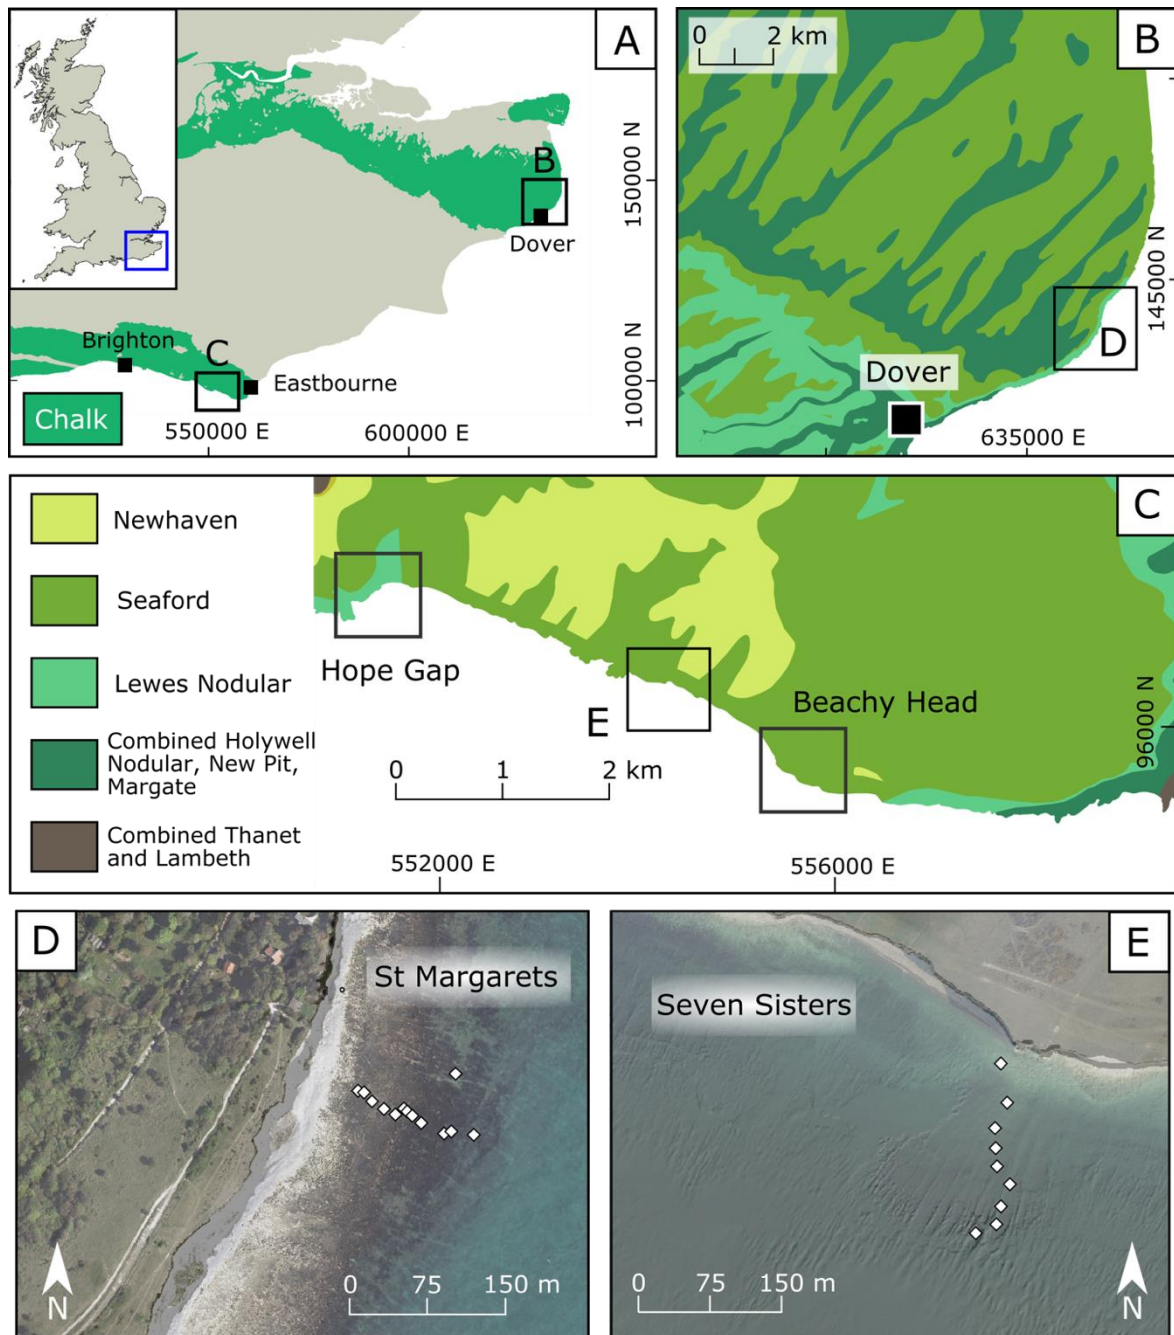 A
B
Dover
150000 N
Brighton
C
Eastbourne
100000 N
Chalk
550000 E
600000 E
0 2 km
B
145000 N
D
Dover
635000 E
Newhaven
Seaford
Lewes Nodular
Combined Holywell
Nodular, New Pit,
Margate
Combined Thanet
and Lambeth
C
Hope Gap
E
Beachy Head
96000 N
0 1 2 km
552000 E
556000 E
D
St Margarets
N
0 75 150 m
E
Seven Sisters
0 75 150 m
N